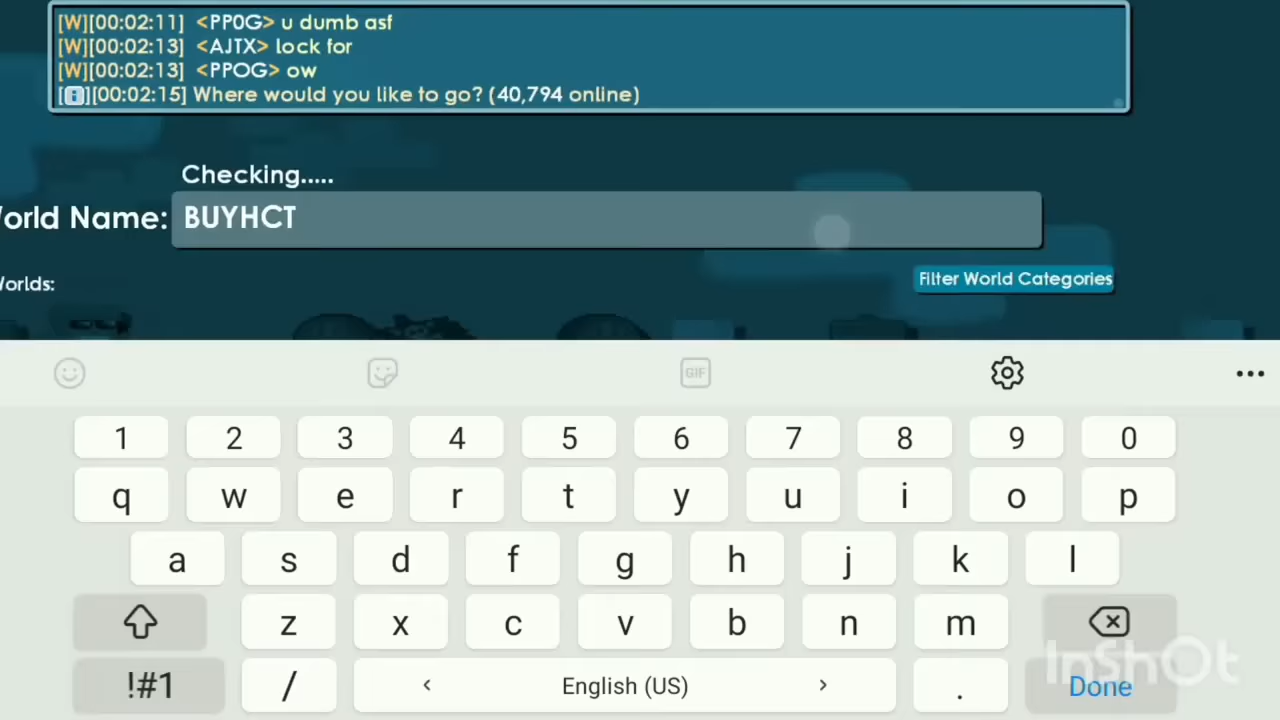 [W][00:02:11] <PP0G> u dumb asf
[W][00:02:13] <AJTX> lock for
[W][00:02:13] <PPOG> ow
[i][00:02:15] Where would you like to go? (40,794 online)
Checking.....
orld Name: BUYHCT
Filter World Categories
orlds:
GIF
1 2 3 4 5 6 7 8 9 0
q w e r t y u i o p
a s d f g h j k l
z x c v b n m
!#1 / < English (US) > . Done
InShOt